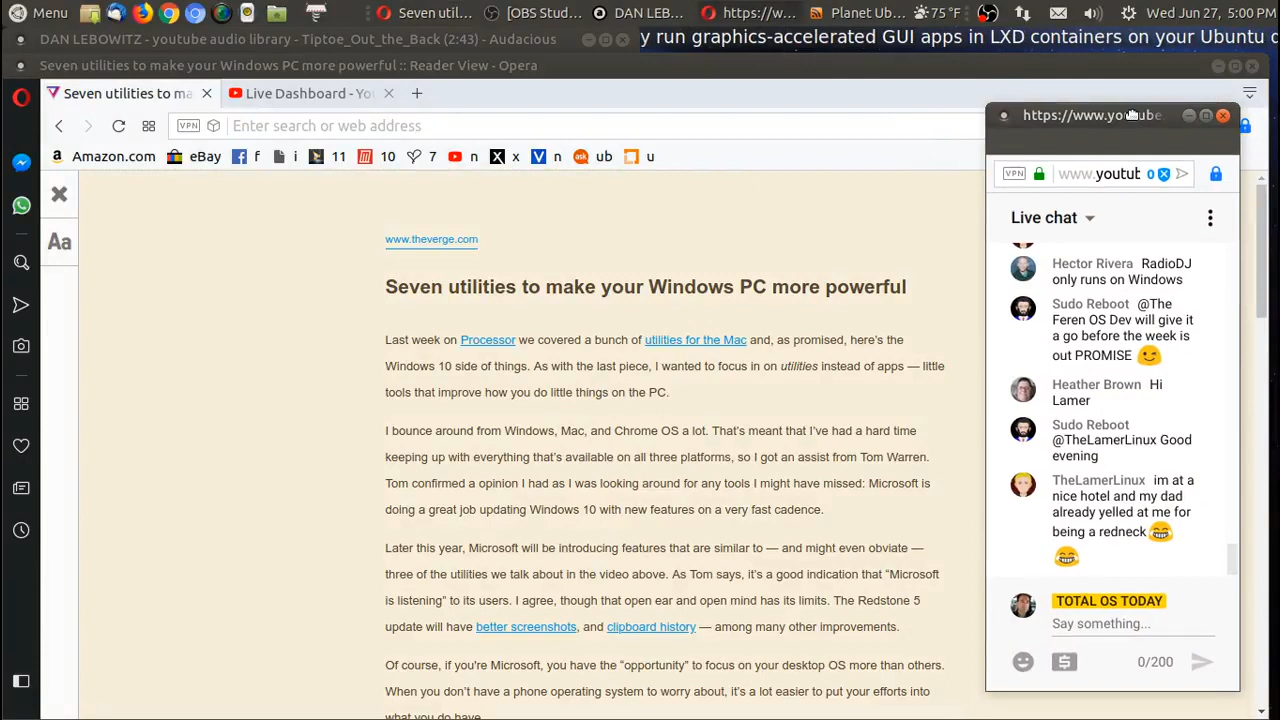 Menu
Seven util...
[OBS Stud...
DAN LEB...
https://w...
Planet Ub...
75 °F
Wed Jun 27, 5:00 PM
DAN LEBOWITZ - youtube audio library - Tiptoe_Out_the_Back (2:43) - Audacious
y run graphics-accelerated GUI apps in LXD containers on your Ubuntu
Seven utilities to make your Windows PC more powerful :: Reader View - Opera
Seven utilities to ma
Live Dashboard - You
VPN
Enter search or web address
Amazon.com
eBay
f
i
11
10
7
n
x
n
ub
u
www.theverge.com
Seven utilities to make your Windows PC more powerful
Last week on Processor we covered a bunch of utilities for the Mac and, as promised, here's the
Windows 10 side of things. As with the last piece, I wanted to focus in on utilities instead of apps — little
tools that improve how you do little things on the PC.
I bounce around from Windows, Mac, and Chrome OS a lot. That's meant that I've had a hard time
keeping up with everything that's available on all three platforms, so I got an assist from Tom Warren.
Tom confirmed a opinion I had as I was looking around for any tools I might have missed: Microsoft is
doing a great job updating Windows 10 with new features on a very fast cadence.
Later this year, Microsoft will be introducing features that are similar to — and might even obviate —
three of the utilities we talk about in the video above. As Tom says, it's a good indication that “Microsoft
is listening” to its users. I agree, though that open ear and open mind has its limits. The Redstone 5
update will have better screenshots, and clipboard history — among many other improvements.
Of course, if you're Microsoft, you have the “opportunity” to focus on your desktop OS more than others.
When you don't have a phone operating system to worry about, it's a lot easier to put your efforts into
what you do have
Aa
https://www.youtube.
VPN
www.youtub
0
Live chat
Hector Rivera RadioDJ
only runs on Windows
Sudo Reboot @The
Feren OS Dev will give it
a go before the week is
out PROMISE 😉
Heather Brown Hi
Lamer
Sudo Reboot
@TheLamerLinux Good
evening
TheLamerLinux im at a
nice hotel and my dad
already yelled at me for
being a redneck 😂
😂
TOTAL OS TODAY
Say something...
0/200